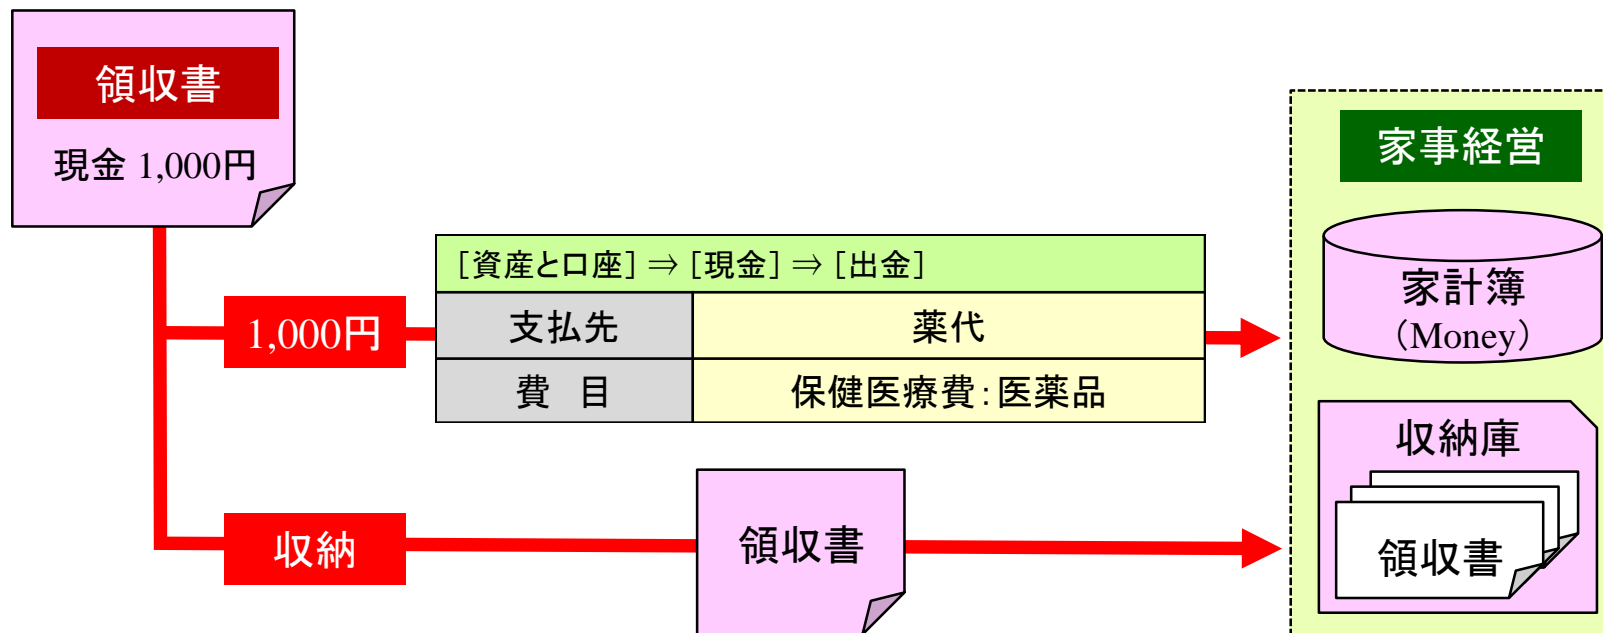 領収書
現金 1,000円
家事経営
[資産と口座]⇒[現金]⇒[出金]
1,000円
支払先
薬代
費　目
保健医療費：医薬品
家計簿
（Money）
収納
領収書
収納庫
領収書